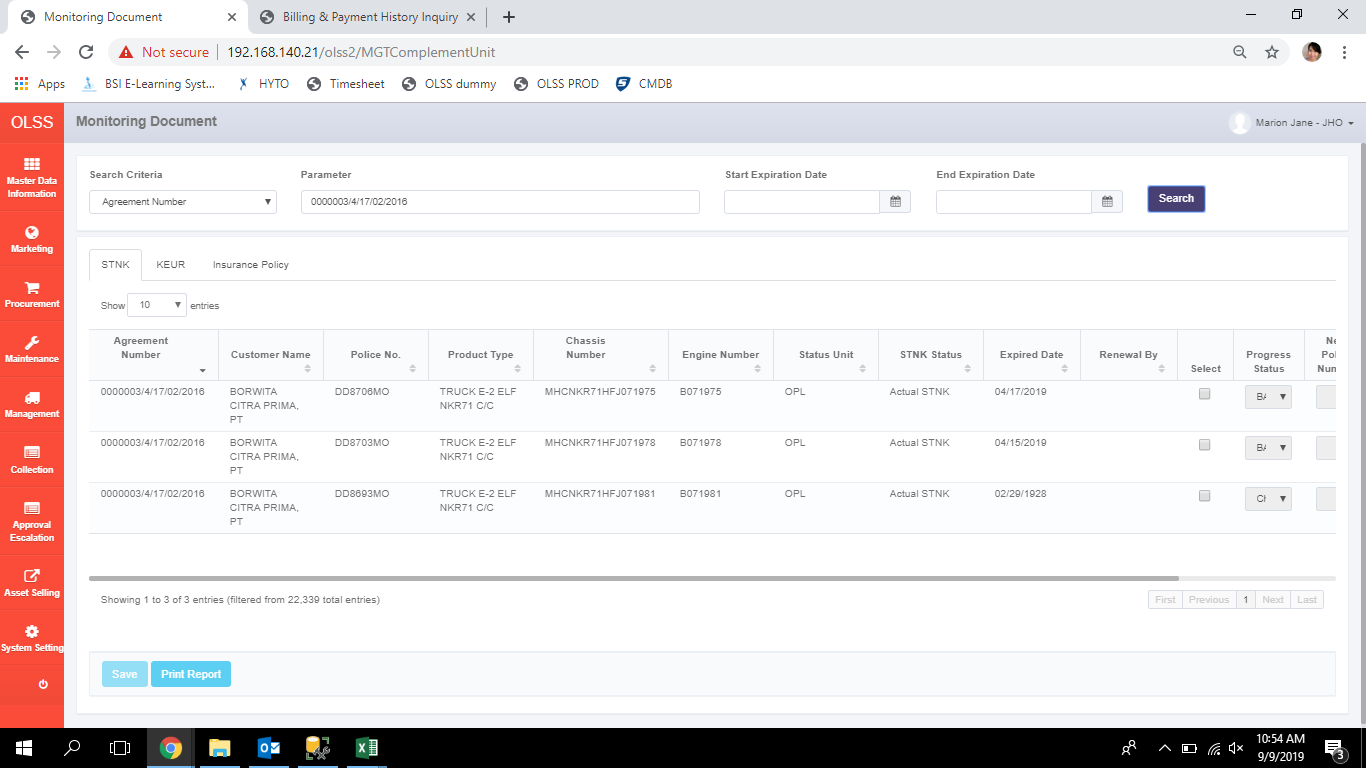 Monitoring Document
Billing & Payment History Inquiry
Not secure
192.168.140.21/olss2/MGTComplementUnit
Apps
BSI E-Learning Syst...
HYTO
Timesheet
OLSS dummy
OLSS PROD
CMDB
OLSS
Monitoring Document
Marion Jane - JHO
Master Data
Information
Marketing
Procurement
Maintenance
Management
Collection
Approval
Escalation
Asset Selling
System Setting
Search Criteria
Parameter
Start Expiration Date
End Expiration Date
Agreement Number
0000003/4/17/02/2016
Search
STNK
KEUR
Insurance Policy
Show
10
entries
Agreement
Number
Customer Name
Police No.
Product Type
Chassis
Number
Engine Number
Status Unit
STNK Status
Expired Date
Renewal By
Select
Progress
Status
Ne
Pol
Nun
0000003/4/17/02/2016
BORWITA
CITRA PRIMA,
PT
DD8706MO
TRUCK E-2 ELF
NKR71 C/C
MHCNKR71HFJ071975
B071975
OPL
Actual STNK
04/17/2019
BA
0000003/4/17/02/2016
BORWITA
CITRA PRIMA,
PT
DD8703MO
TRUCK E-2 ELF
NKR71 C/C
MHCNKR71HFJ071978
B071978
OPL
Actual STNK
04/15/2019
BA
0000003/4/17/02/2016
BORWITA
CITRA PRIMA,
PT
DD8693MO
TRUCK E-2 ELF
NKR71 C/C
MHCNKR71HFJ071981
B071981
OPL
Actual STNK
02/29/1928
Showing 1 to 3 of 3 entries (filtered from 22,339 total entries)
First
Previous
1
Next
Last
Save
Print Report
10:54 AM
9/9/2019
3